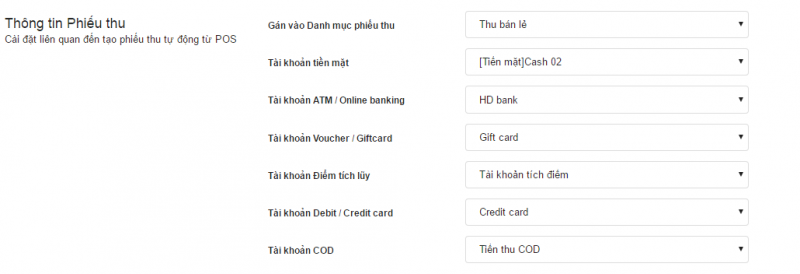 Thông tin Phiếu thu
Cài đặt liên quan đến tạo phiếu thu tự động từ POS
Gán vào Danh mục phiếu thu
Thu bán lẻ
Tài khoản tiền mặt
[Tiền mặt]Cash 02
Tài khoản ATM / Online banking
HD bank
Tài khoản Voucher / Giftcard
Gift card
Tài khoản Điểm tích lũy
Tài khoản tích điểm
Tài khoản Debit / Credit card
Credit card
Tài khoản COD
Tiền thu COD